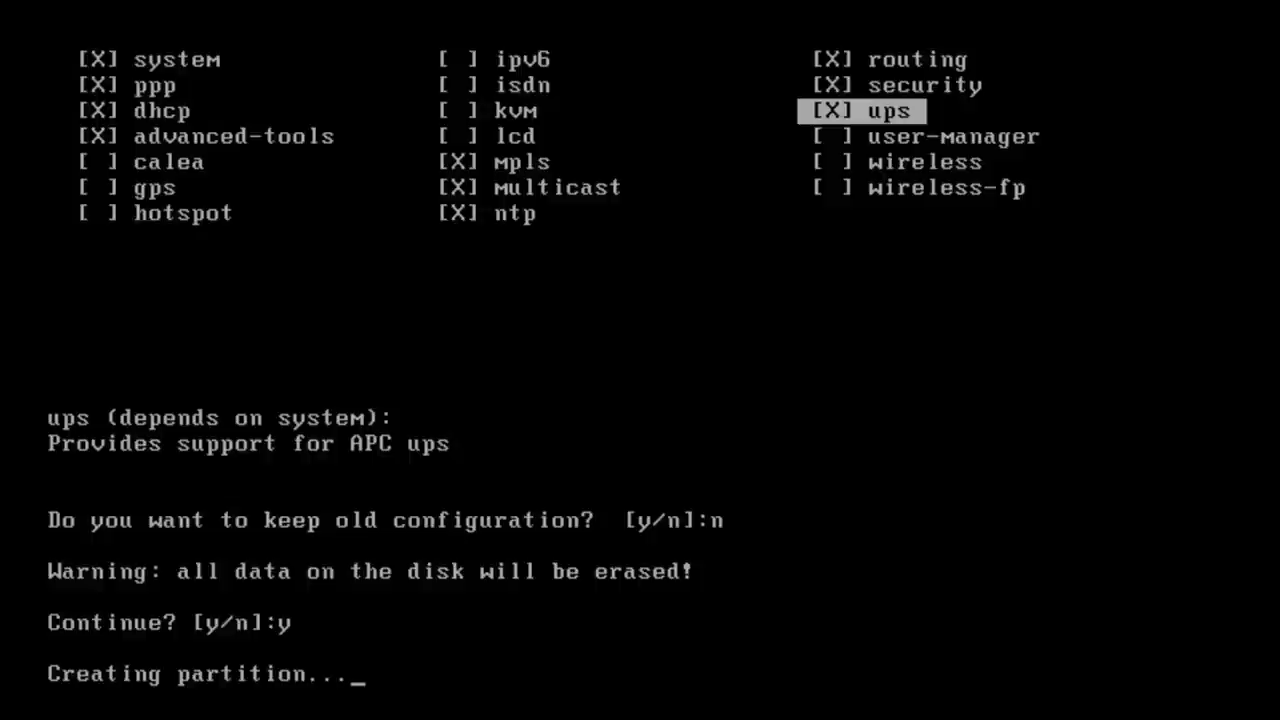 [X] system [ ] ipv6 [X] routing
[X] ppp [ ] isdn [X] security
[X] dhcp [ ] kvm [X] ups
[X] advanced-tools [ ] lcd [ ] user-manager
[ ] calea [X] mpls [ ] wireless
[ ] gps [X] multicast [ ] wireless-fp
[ ] hotspot [X] ntp
ups (depends on system):
Provides support for APC ups
Do you want to keep old configuration? [y/n]:n
Warning: all data on the disk will be erased!
Continue? [y/n]:y
Creating partition..._